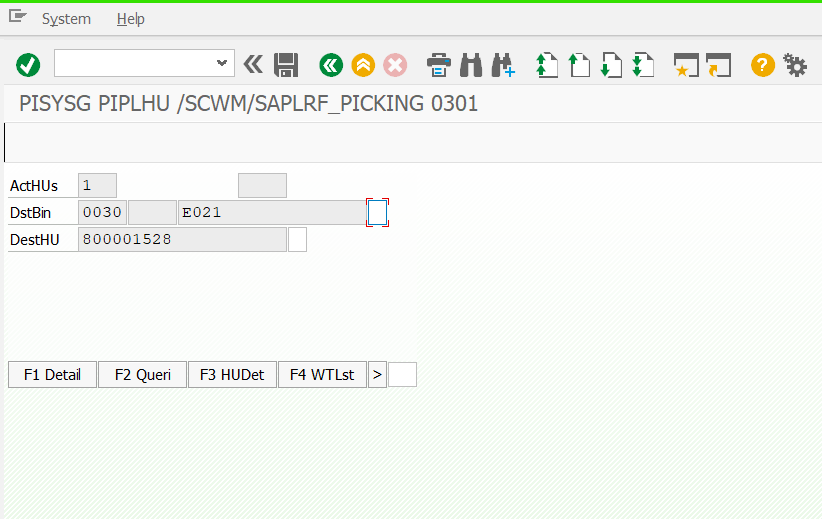 System Help
PISYSG PIPLHU /SCWM/SAPLRF_PICKING 0301
ActHUs 1
DstBin 0030 E021
DestHU 800001528
F1 Detail F2 Queri F3 HUDet F4 WTLst >